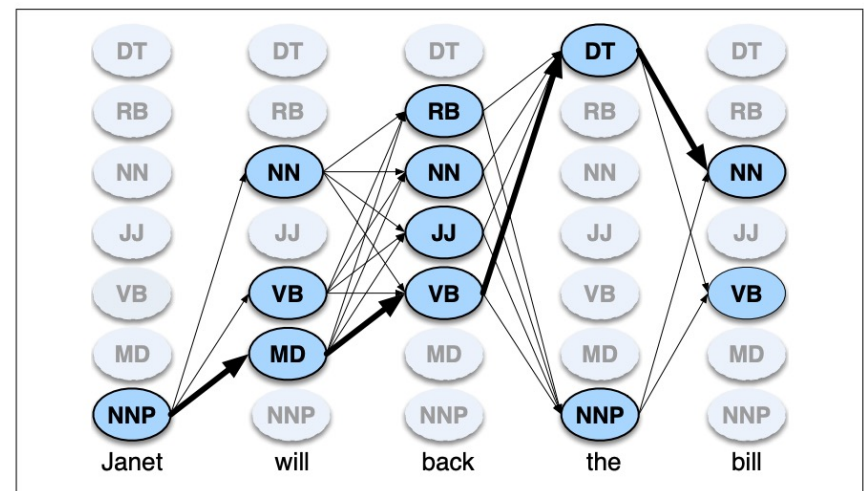 DT DT DT DT DT
RB RB RB RB RB
NN NN NN NN NN
JJ JJ JJ JJ JJ
VB VB VB VB VB
MD MD MD MD MD
NNP NNP NNP NNP NNP
Janet will back the bill